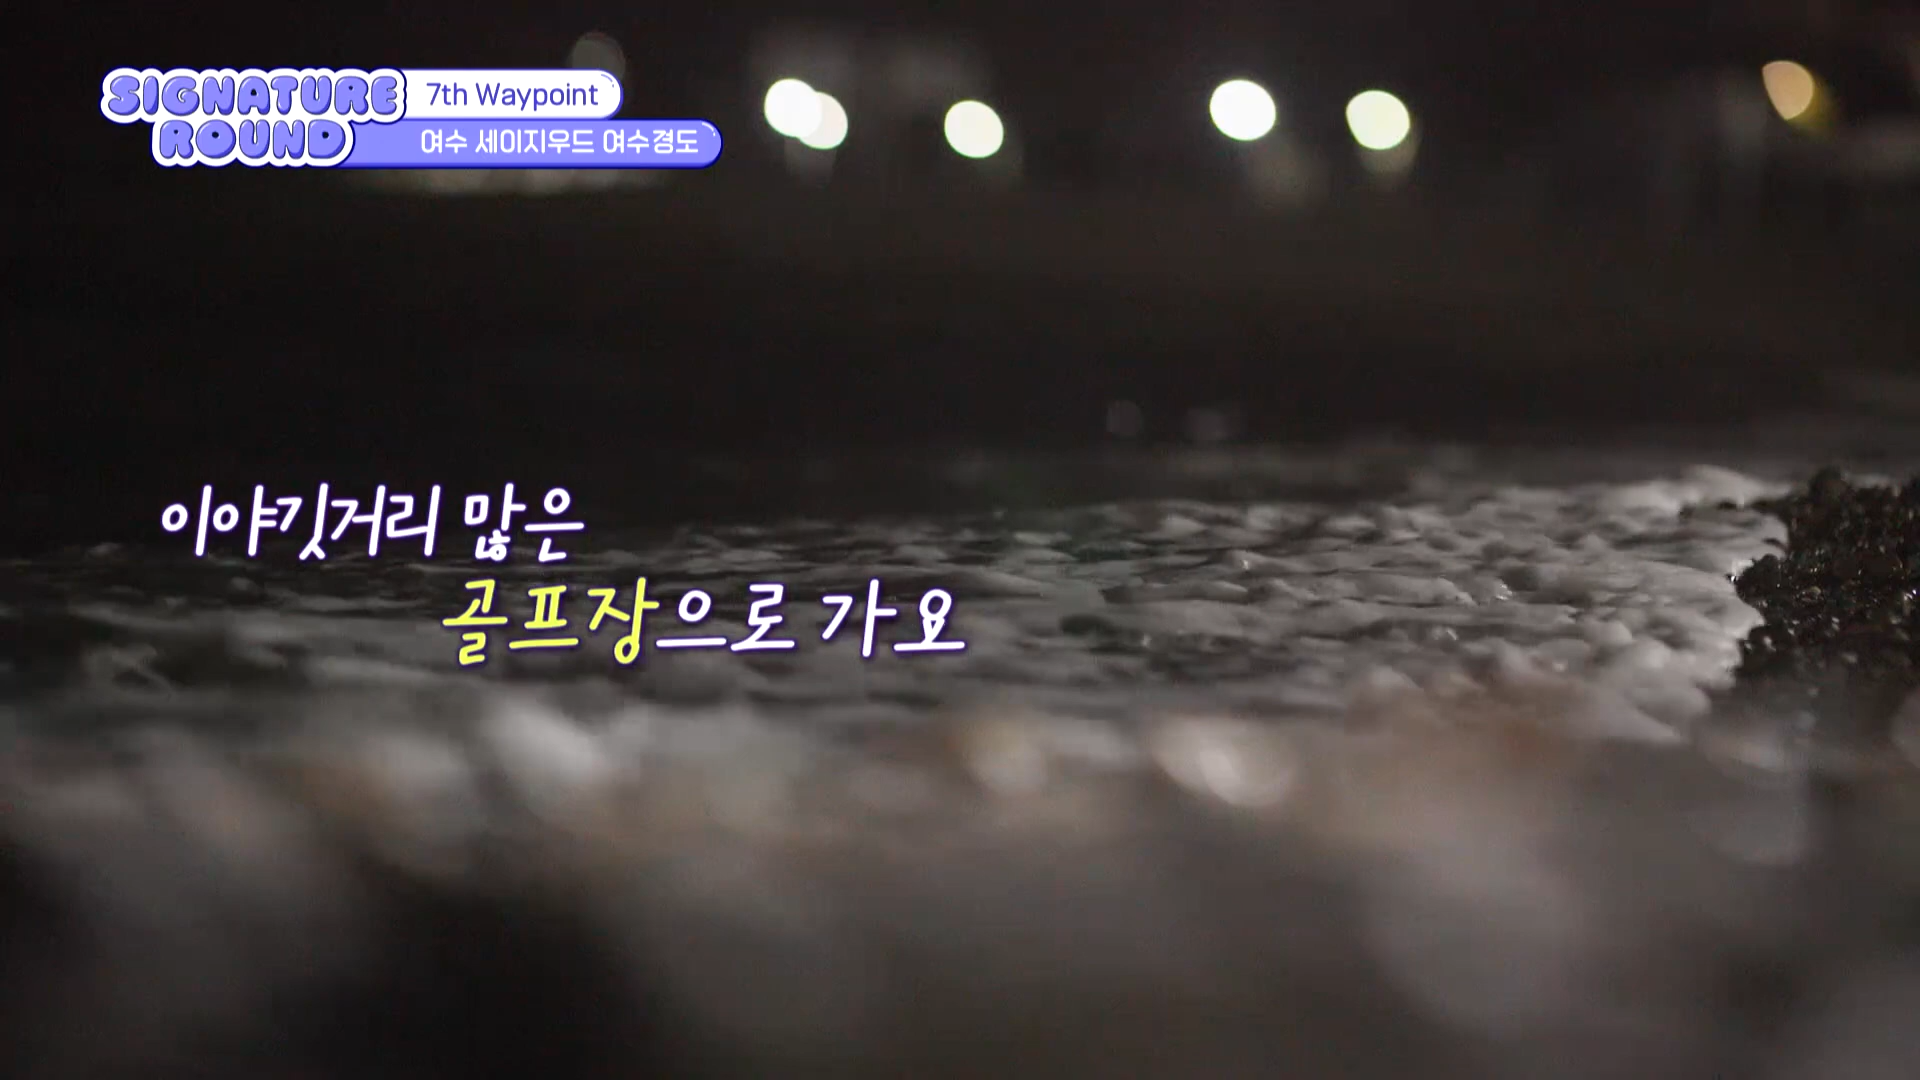 SIGNATURE
ROUND
7th Waypoint
여수 세이지우드 여수경도
이야깃거리 많은
골프장으로 가요